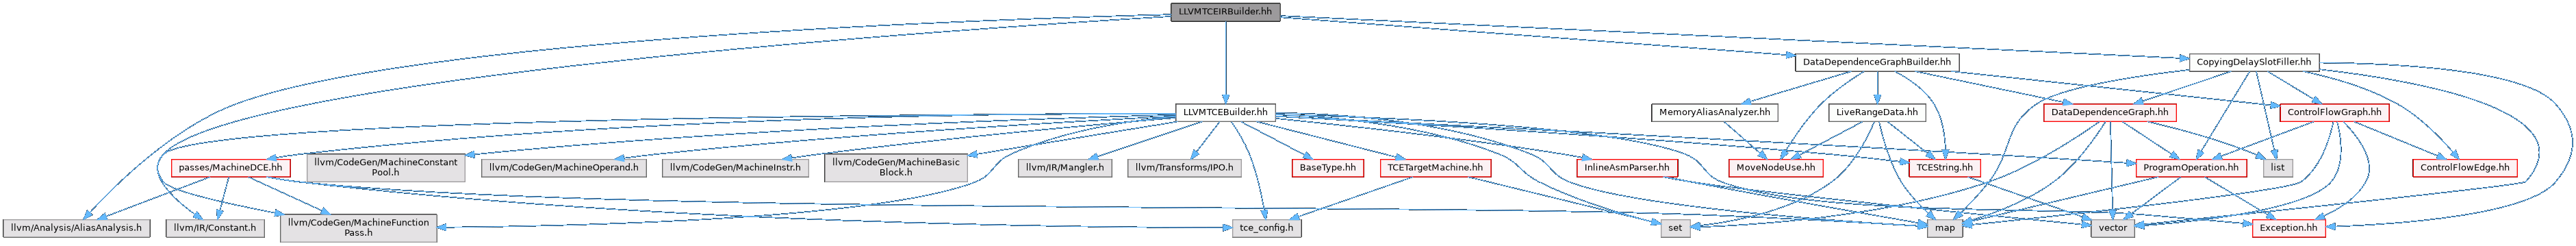 LLVMTCEIRBuilder.hh
DataDependenceGraphBuilder.hh
CopyingDelaySlotFiller.hh
LLVMTCEBuilder.hh
MemoryAliasAnalyzer.hh
LiveRangeData.hh
DataDependenceGraph.hh
ControlFlowGraph.hh
passes/MachineDCE.hh
llvm/CodeGen/MachineConstant
Pool.h
llvm/CodeGen/MachineOperand.h
llvm/CodeGen/MachineInstr.h
llvm/CodeGen/MachineBasic
Block.h
llvm/IR/Mangler.h
llvm/Transforms/IPO.h
BaseType.hh
TCETargetMachine.hh
InlineAsmParser.hh
MoveNodeUse.hh
TCEString.hh
ProgramOperation.hh
list
ControlFlowEdge.hh
llvm/Analysis/AliasAnalysis.h
llvm/IR/Constant.h
llvm/CodeGen/MachineFunction
Pass.h
tce_config.h
set
map
vector
Exception.hh